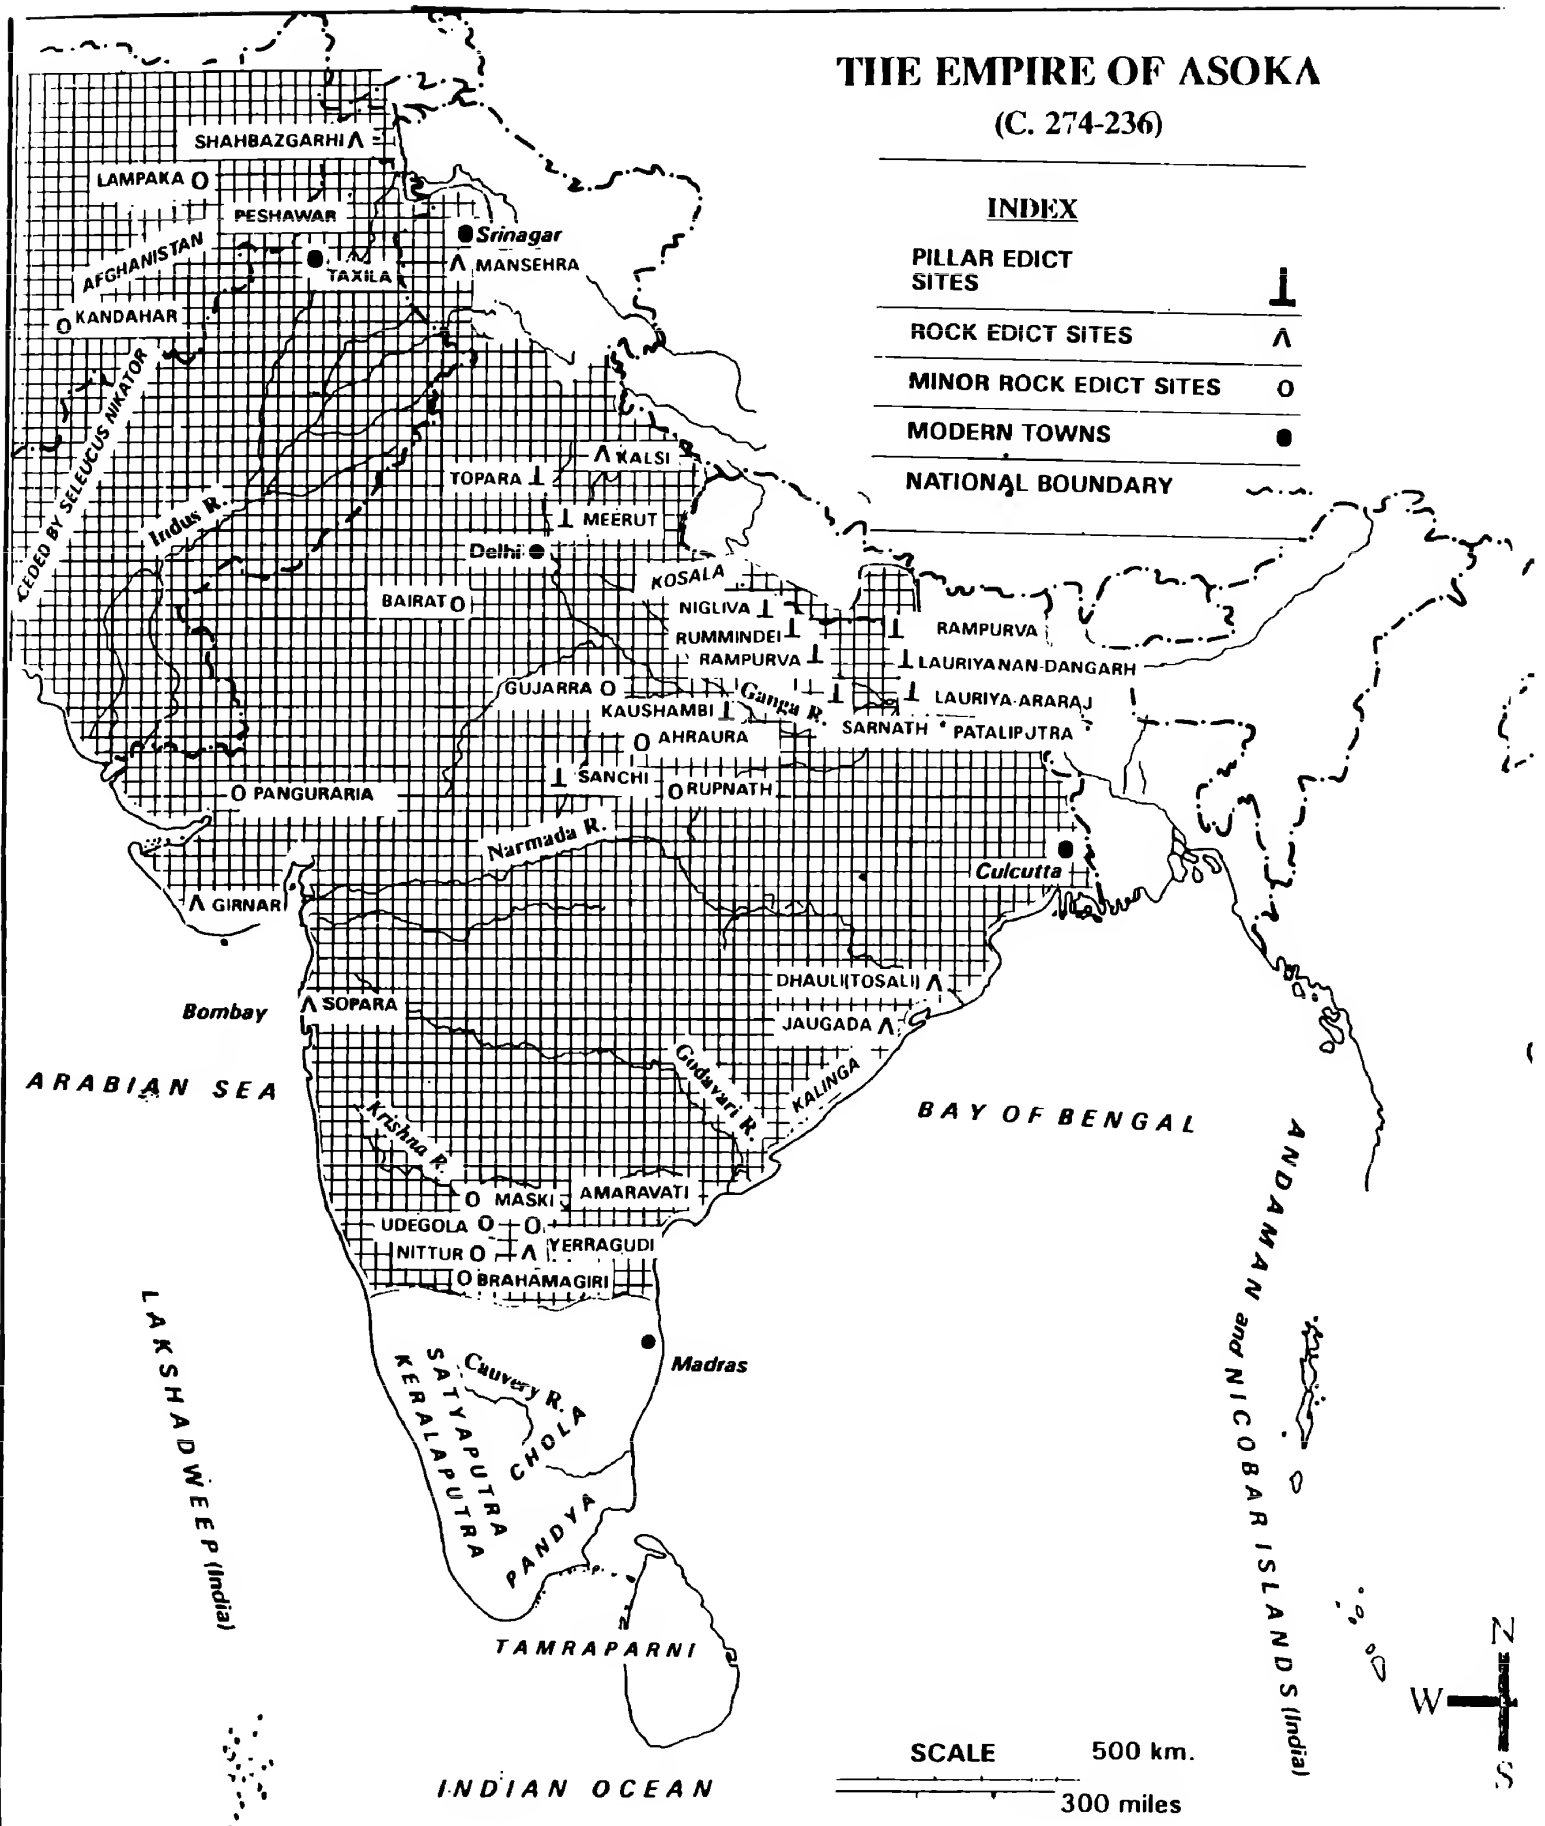 THE EMPIRE OF ASOKA
(C. 274-236)
INDEX
PILLAR EDICT
SITES
ROCK EDICT SITES
MINOR ROCK EDICT SITES
MODERN TOWNS
NATIONAL BOUNDARY
SHAHBAZGARHI
LAMPAKA
PESHAWAR
Srinagar
AFGHANISTAN
TAXILA
MANSEHRA
KANDAHAR
CEDED BY SELEUCUS NIKATOR
Indus R.
KALSI
TOPARA
MEERUT
Delhi
KOSALA
BAIRAT
NIGLIVA
RUMMINDEI
RAMPURVA
RAMPURVA
LAURIYANAN-DANGARH
GUJARRA
Ganga R.
LAURIYA-ARARAJ
KAUSHAMBI
SARNATH
PATALIPUTRA
AHRAURA
SANCHI
RUPNATH
PANGURARIA
Narmada R.
Culcutta
GIRNAR
DHAULI(TOSALI)
Bombay
SOPARA
JAUGADA
Godavari R.
KALINGA
ARABIAN SEA
BAY OF BENGAL
Krishna R.
MASKI
AMARAVATI
UDEGOLA
NITTUR
YERRAGUDI
BRAHAMAGIRI
Madras
Cauvery R.
SATYAPUTRA
KERALAPUTRA
CHOLA
PANDYA
LAKSHADWEEP (India)
ANDAMAN and NICOBAR ISLANDS (India)
TAMRAPARNI
INDIAN OCEAN
SCALE
500 km.
300 miles
N
W
S